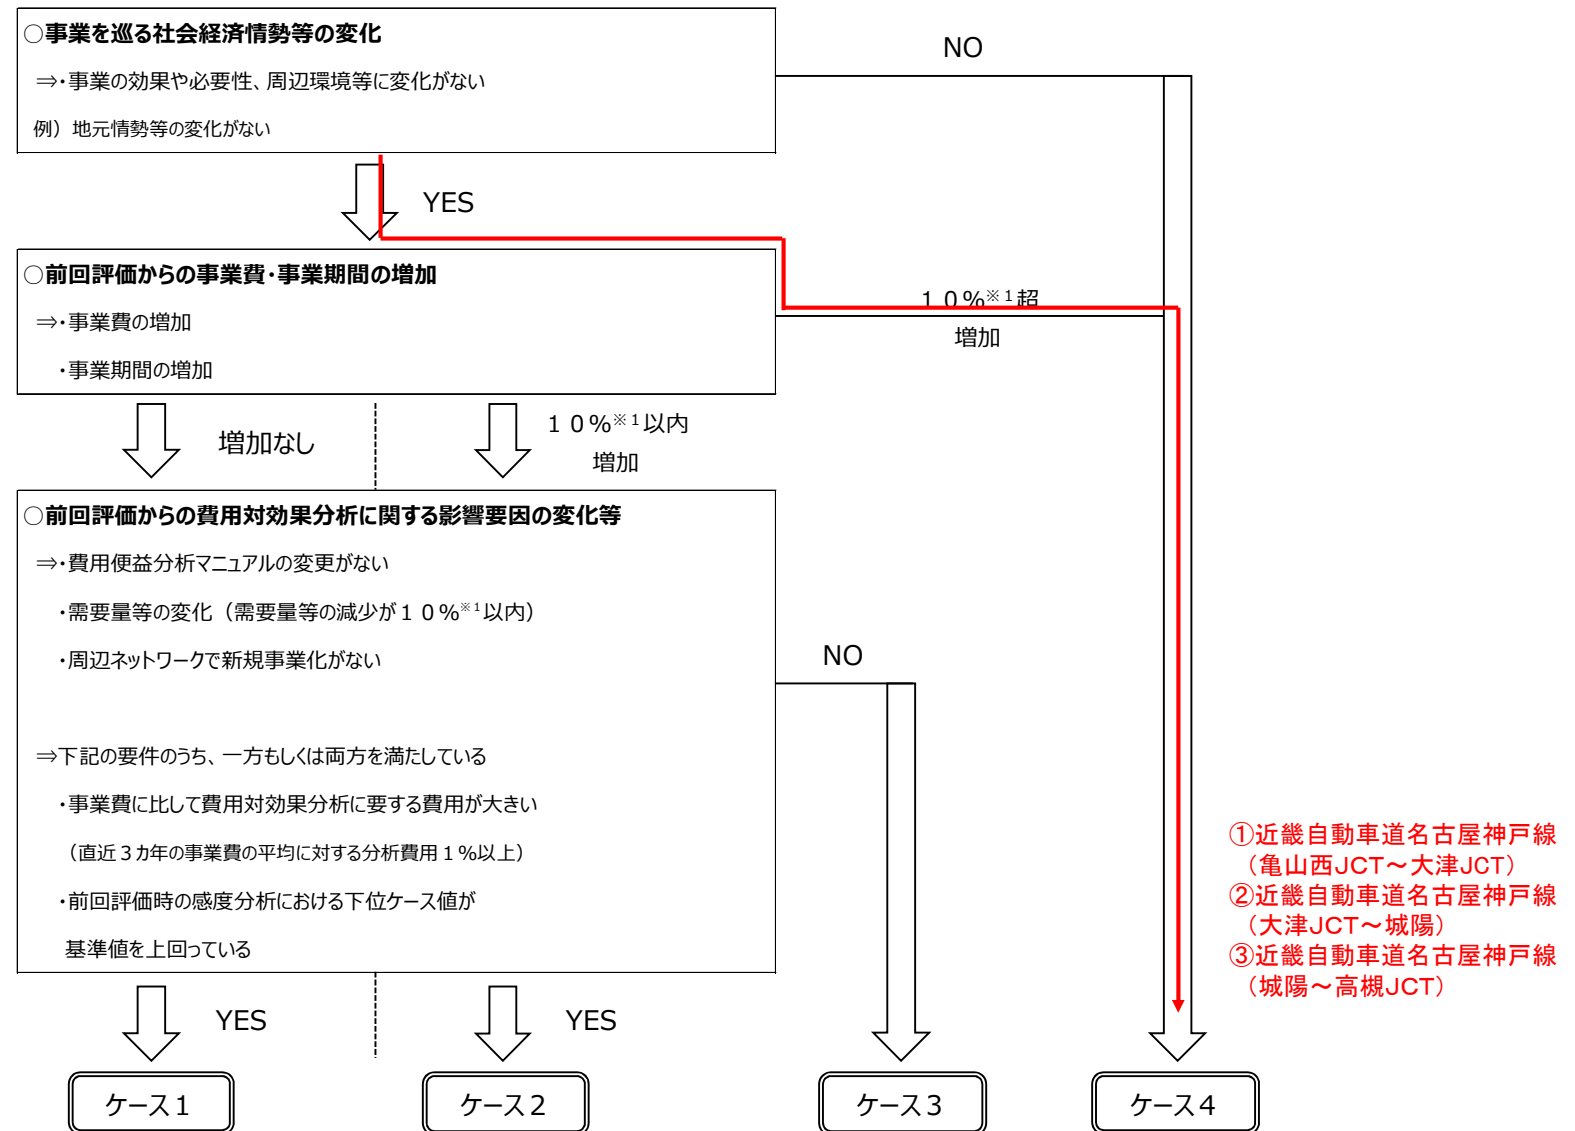 ○事業を巡る社会経済情勢等の変化
⇒・事業の効果や必要性、周辺環境等に変化がない
例）地元情勢等の変化がない
NO
YES
○前回評価からの事業費・事業期間の増加
⇒・事業費の増加
・事業期間の増加
１０%※1超
増加
増加なし
１０%※1以内
増加
○前回評価からの費用対効果分析に関する影響要因の変化等
⇒・費用便益分析マニュアルの変更がない
・需要量等の変化（需要量等の減少が１０%※1以内）
・周辺ネットワークで新規事業化がない
NO
⇒下記の要件のうち、一方もしくは両方を満たしている
・事業費に比して費用対効果分析に要する費用が大きい
（直近３カ年の事業費の平均に対する分析費用１%以上）
・前回評価時の感度分析における下位ケース値が
基準値を上回っている
①近畿自動車道名古屋神戸線
（亀山西JCT～大津JCT）
②近畿自動車道名古屋神戸線
（大津JCT～城陽）
③近畿自動車道名古屋神戸線
（城陽～高槻JCT）
YES
YES
ケース１
ケース２
ケース３
ケース４